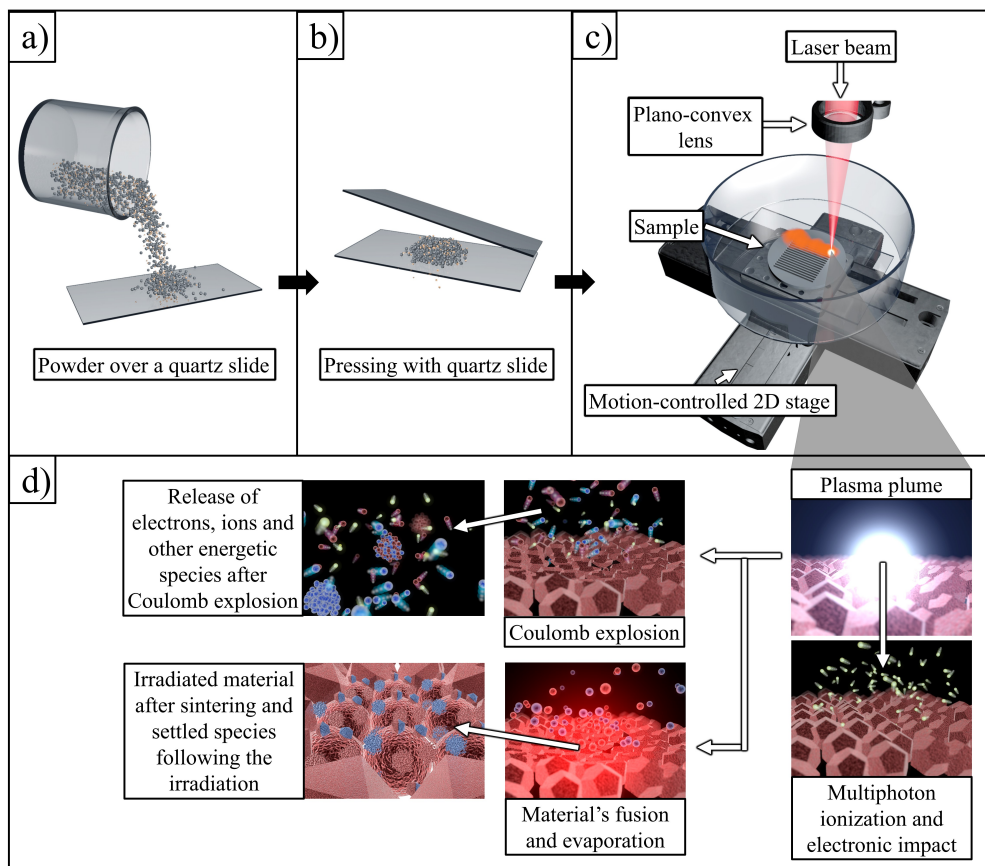 a)
Powder over a quartz slide
b)
Pressing with quartz slide
c)
Laser beam
Plano-convex
lens
Sample
Motion-controlled 2D stage
d)
Release of
electrons, ions and
other energetic
species after
Coulomb explosion
Coulomb explosion
Plasma plume
Irradiated material
after sintering and
settled species
following the
irradiation
Material's fusion
and evaporation
Multiphoton
ionization and
electronic impact